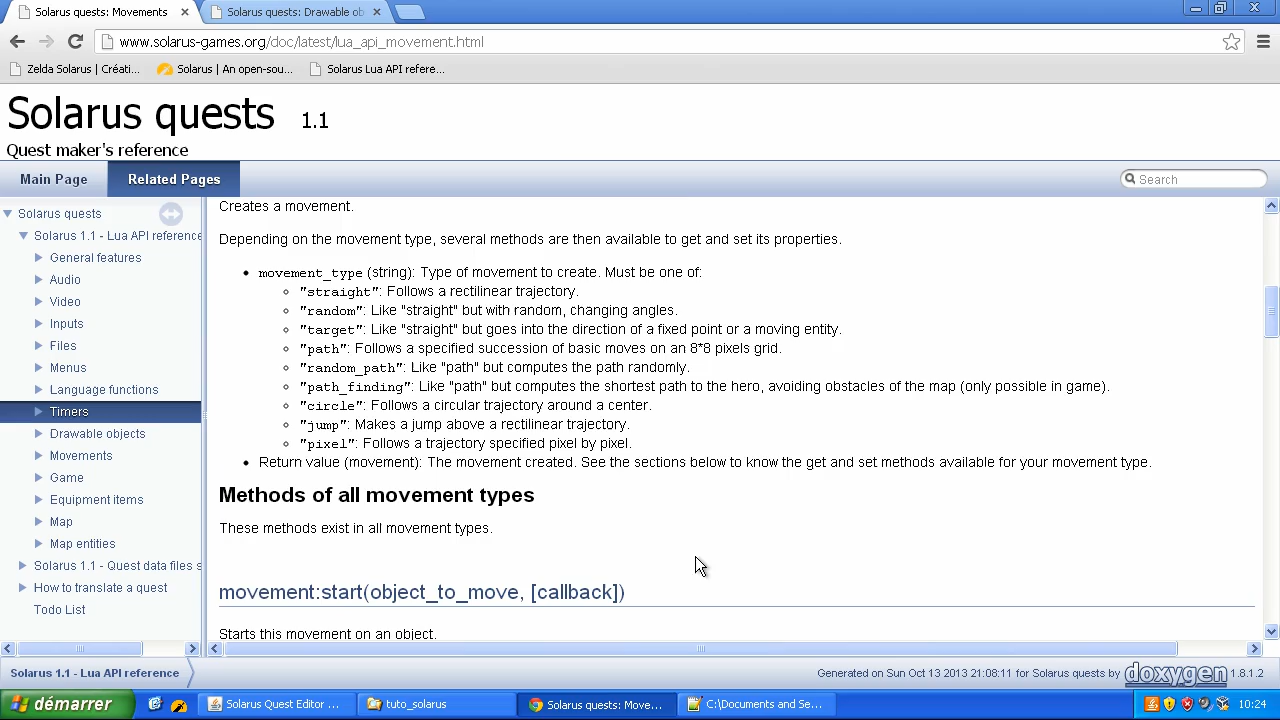 Solarus quests: Movements
Solarus quests: Drawable ob
www.solarus-games.org/doc/latest/lua_api_movement.html
Zelda Solarus | Créati...
Solarus | An open-sou...
Solarus Lua API refere...
Solarus quests 1.1
Quest maker's reference
Main Page
Related Pages
Search
Solarus quests
Solarus 1.1 - Lua API reference
General features
Audio
Video
Inputs
Files
Menus
Language functions
Timers
Drawable objects
Movements
Game
Equipment items
Map
Map entities
Solarus 1.1 - Quest data files s
How to translate a quest
Todo List
Creates a movement.
Depending on the movement type, several methods are then available to get and set its properties.
• movement_type (string): Type of movement to create. Must be one of:
"straight": Follows a rectilinear trajectory.
"random": Like "straight" but with random, changing angles.
"target": Like "straight" but goes into the direction of a fixed point or a moving entity.
"path": Follows a specified succession of basic moves on an 8*8 pixels grid.
"random_path": Like "path" but computes the path randomly.
"path_finding": Like "path" but computes the shortest path to the hero, avoiding obstacles of the map (only possible in game).
"circle": Follows a circular trajectory around a center.
"jump": Makes a jump above a rectilinear trajectory.
"pixel": Follows a trajectory specified pixel by pixel.
• Return value (movement): The movement created. See the sections below to know the get and set methods available for your movement type.
Methods of all movement types
These methods exist in all movement types.
movement:start(object_to_move, [callback])
Starts this movement on an object.
Solarus 1.1 - Lua API reference
Generated on Sun Oct 13 2013 21:08:11 for Solarus quests by doxygen 1.8.1.2
démarrer
Solarus Quest Editor ...
tuto_solarus
Solarus quests: Move...
C:\Documents and Se...
10:24